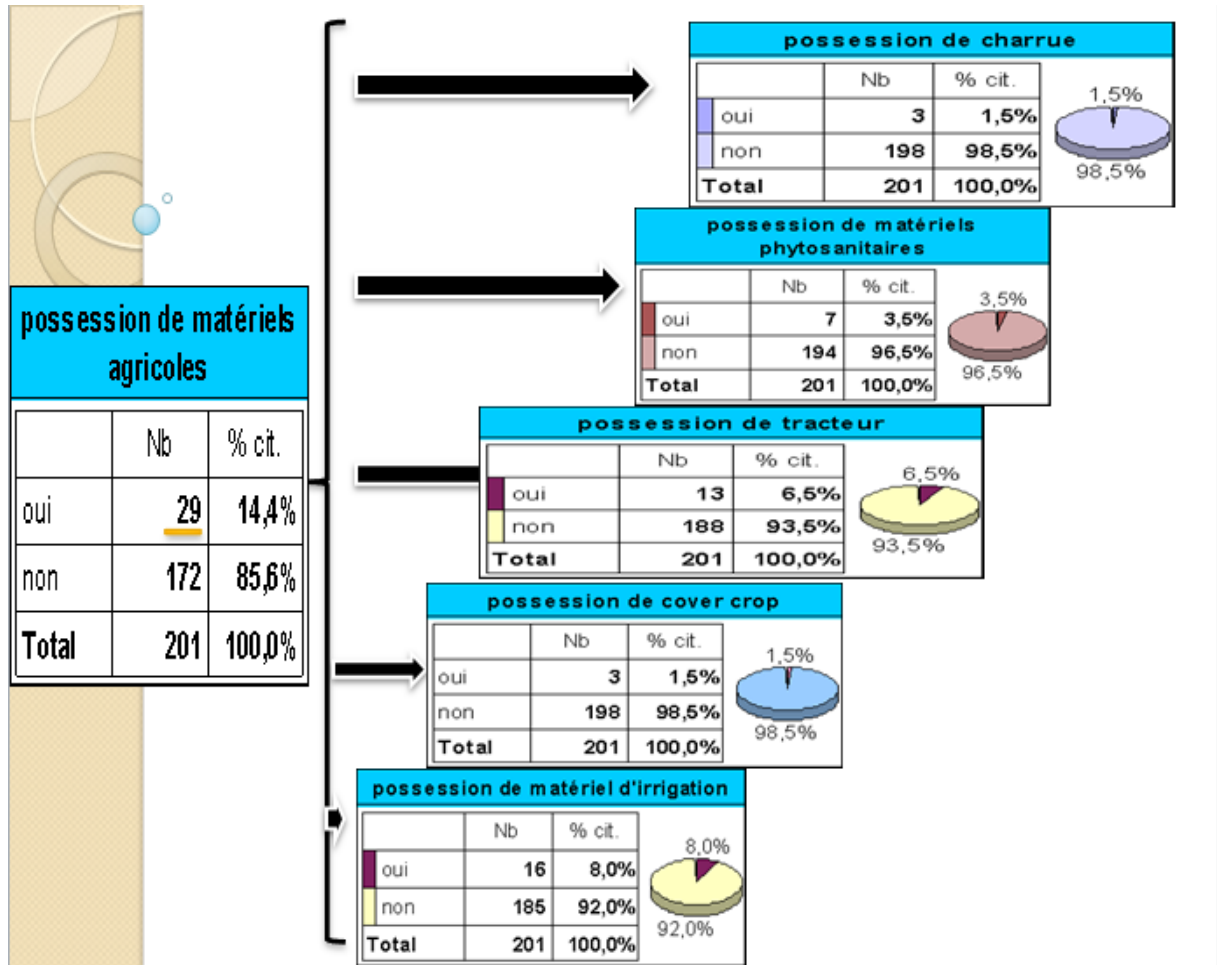 possession de matériels
agricoles
Nb % cit.
oui 29 14,4%
non 172 85,6%
Total 201 100,0%
possession de charrue
Nb % cit.
oui 3 1,5%
non 198 98,5%
Total 201 100,0%
1,5%
98,5%
possession de matériels
phytosanitaires
Nb % cit.
oui 7 3,5%
non 194 96,5%
Total 201 100,0%
3,5%
96,5%
possession de tracteur
Nb % cit.
oui 13 6,5%
non 188 93,5%
Total 201 100,0%
6,5%
93,5%
possession de cover crop
Nb % cit.
oui 3 1,5%
non 198 98,5%
Total 201 100,0%
1,5%
98,5%
possession de matériel d'irrigation
Nb % cit.
oui 16 8,0%
non 185 92,0%
Total 201 100,0%
8,0%
92,0%